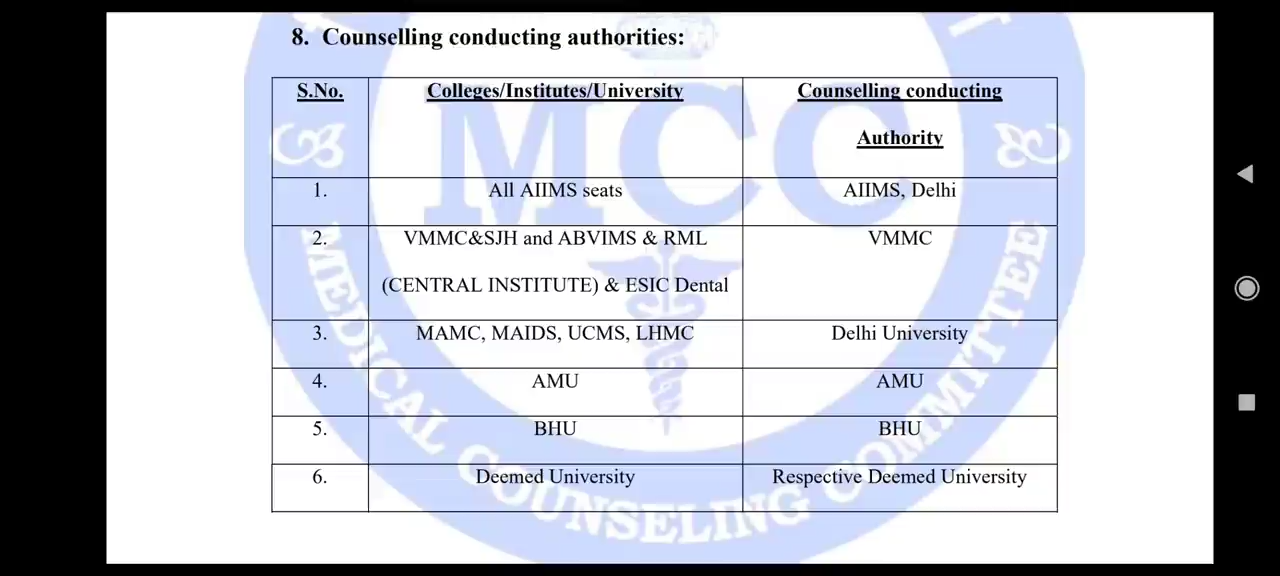 8. Counselling conducting authorities:
S.No. Colleges/Institutes/University Counselling conducting
Authority
1. All AIIMS seats AIIMS, Delhi
2. VMMC&SJH and ABVIMS & RML VMMC
(CENTRAL INSTITUTE) & ESIC Dental
3. MAMC, MAIDS, UCMS, LHMC Delhi University
4. AMU AMU
5. BHU BHU
6. Deemed University Respective Deemed University
MCC
MEDICAL COUNSELING COMMITTEE